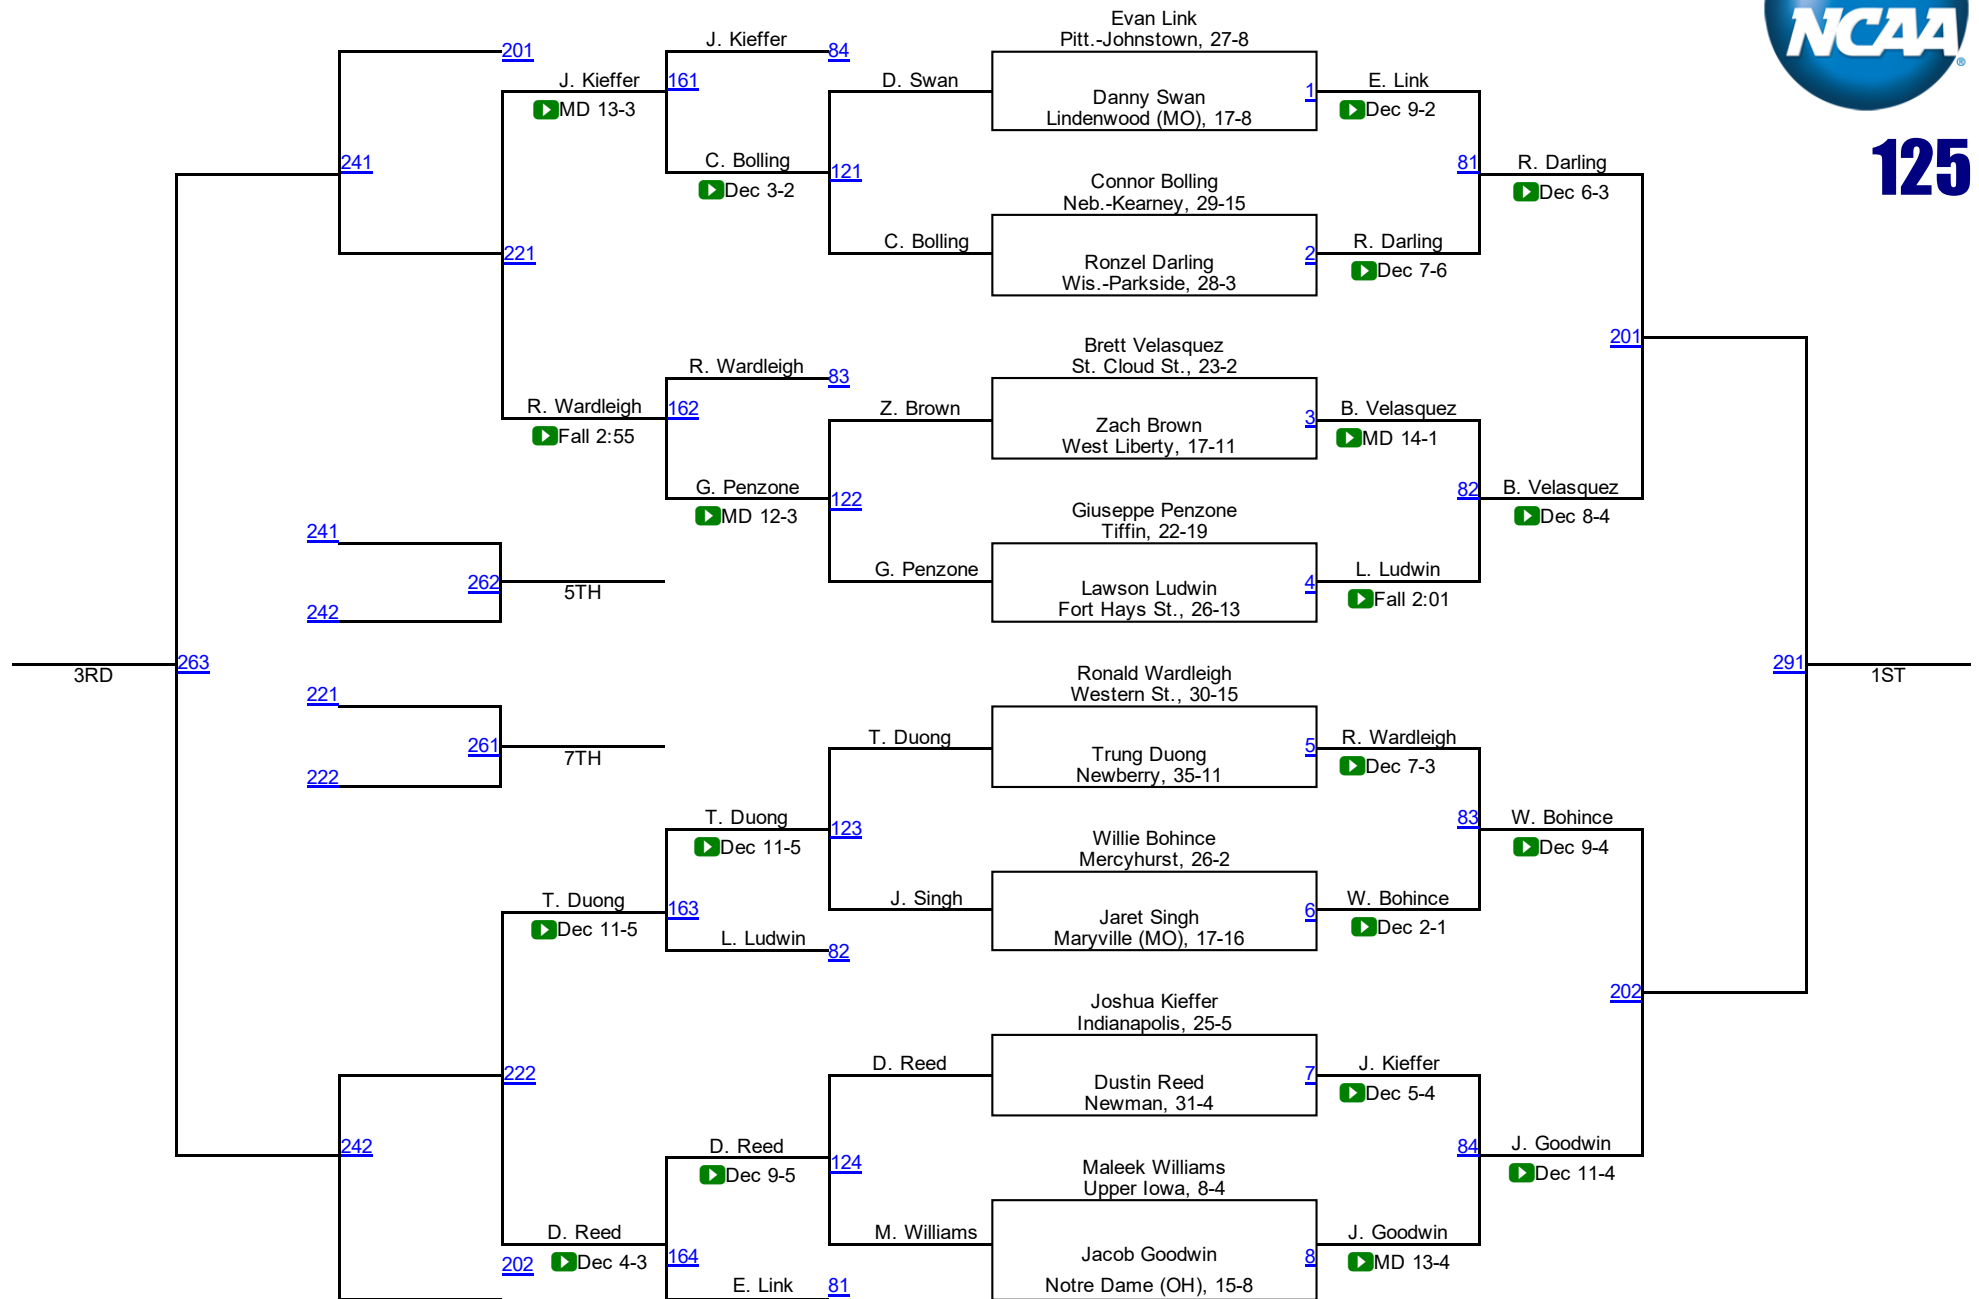 NCAA
®
125
Evan Link
Pitt.-Johnstown, 27-8
201
J. Kieffer
84
J. Kieffer
161
D. Swan
Danny Swan
Lindenwood (MO), 17-8
1
E. Link
MD 13-3
Dec 9-2
241
C. Bolling
121
81
R. Darling
Dec 3-2
Connor Bolling
Neb.-Kearney, 29-15
Dec 6-3
221
C. Bolling
Ronzel Darling
Wis.-Parkside, 28-3
2
R. Darling
Dec 7-6
201
Brett Velasquez
St. Cloud St., 23-2
R. Wardleigh
83
R. Wardleigh
162
Z. Brown
Zach Brown
West Liberty, 17-11
3
B. Velasquez
Fall 2:55
MD 14-1
G. Penzone
122
82
B. Velasquez
MD 12-3
Giuseppe Penzone
Tiffin, 22-19
Dec 8-4
241
262
5TH
242
G. Penzone
Lawson Ludwin
Fort Hays St., 26-13
4
L. Ludwin
Fall 2:01
3RD
263
291
1ST
Ronald Wardleigh
Western St., 30-15
221
261
7TH
222
T. Duong
Trung Duong
Newberry, 35-11
5
R. Wardleigh
Dec 7-3
T. Duong
123
83
W. Bohince
Dec 11-5
Willie Bohince
Mercyhurst, 26-2
Dec 9-4
T. Duong
163
J. Singh
Jaret Singh
Maryville (MO), 17-16
6
W. Bohince
Dec 11-5
Dec 2-1
L. Ludwin
82
202
Joshua Kieffer
Indianapolis, 25-5
222
D. Reed
Dustin Reed
Newman, 31-4
7
J. Kieffer
Dec 5-4
242
D. Reed
124
84
J. Goodwin
Dec 9-5
Maleek Williams
Upper Iowa, 8-4
Dec 11-4
D. Reed
164
M. Williams
Jacob Goodwin
Notre Dame (OH), 15-8
8
J. Goodwin
202
Dec 4-3
MD 13-4
E. Link
81